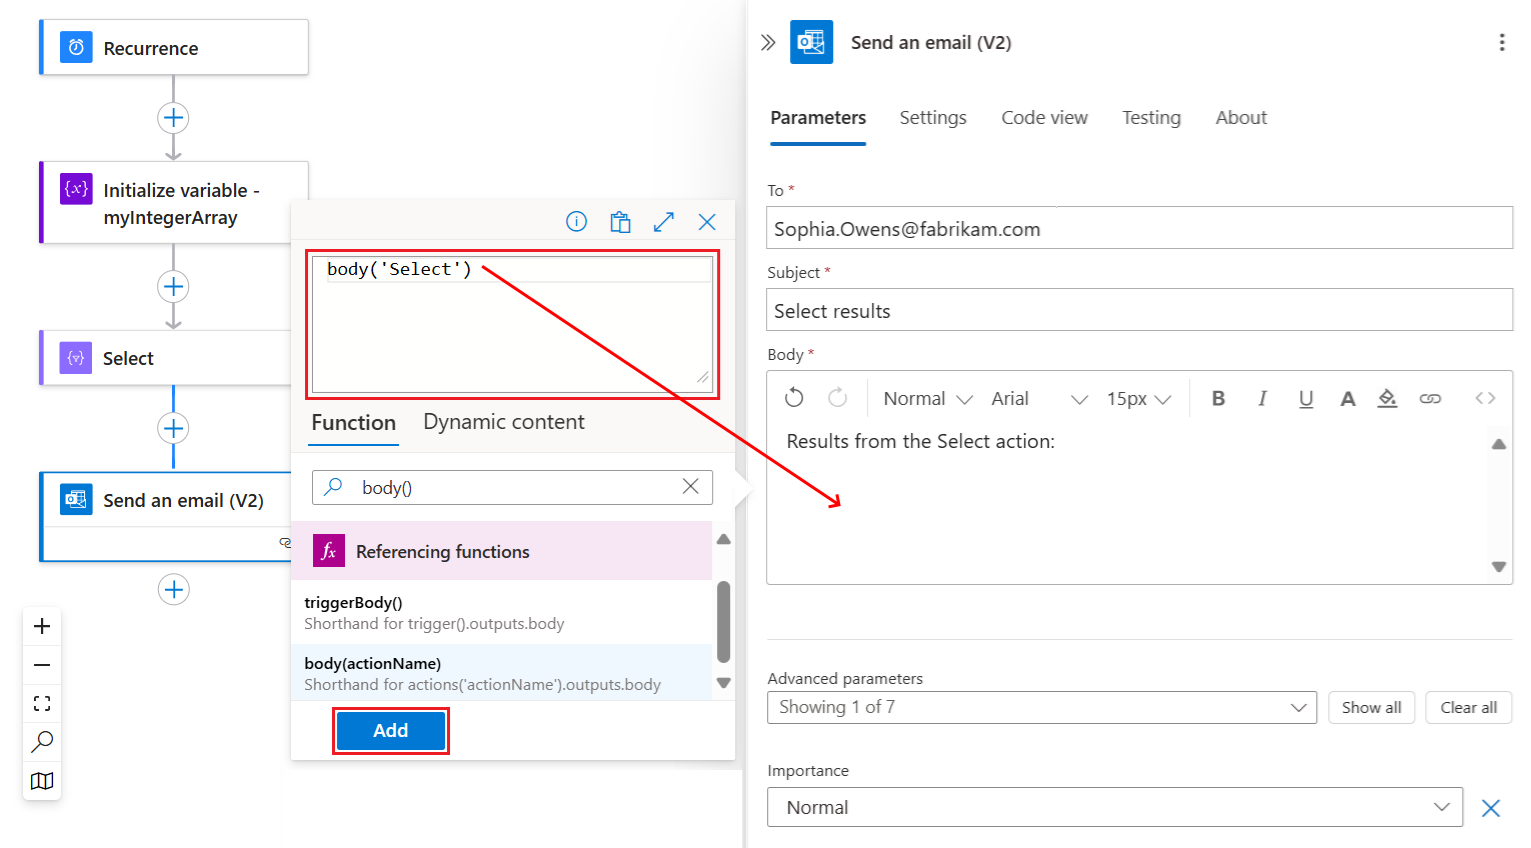 Recurrence
{x}
Initialize variable -
myIntegerArray
Select
Send an email (V2)
body('Select')
Function
Dynamic content
body()
fx
Referencing functions
triggerBody()
Shorthand for trigger().outputs.body
body(actionName)
Shorthand for actions('actionName').outputs.body
Add
Send an email (V2)
Parameters
Settings
Code view
Testing
About
To *
Sophia.Owens@fabrikam.com
Subject *
Select results
Body *
Normal
Arial
15px
B
I
U
A
Results from the Select action:
Advanced parameters
Showing 1 of 7
Show all
Clear all
Importance
Normal